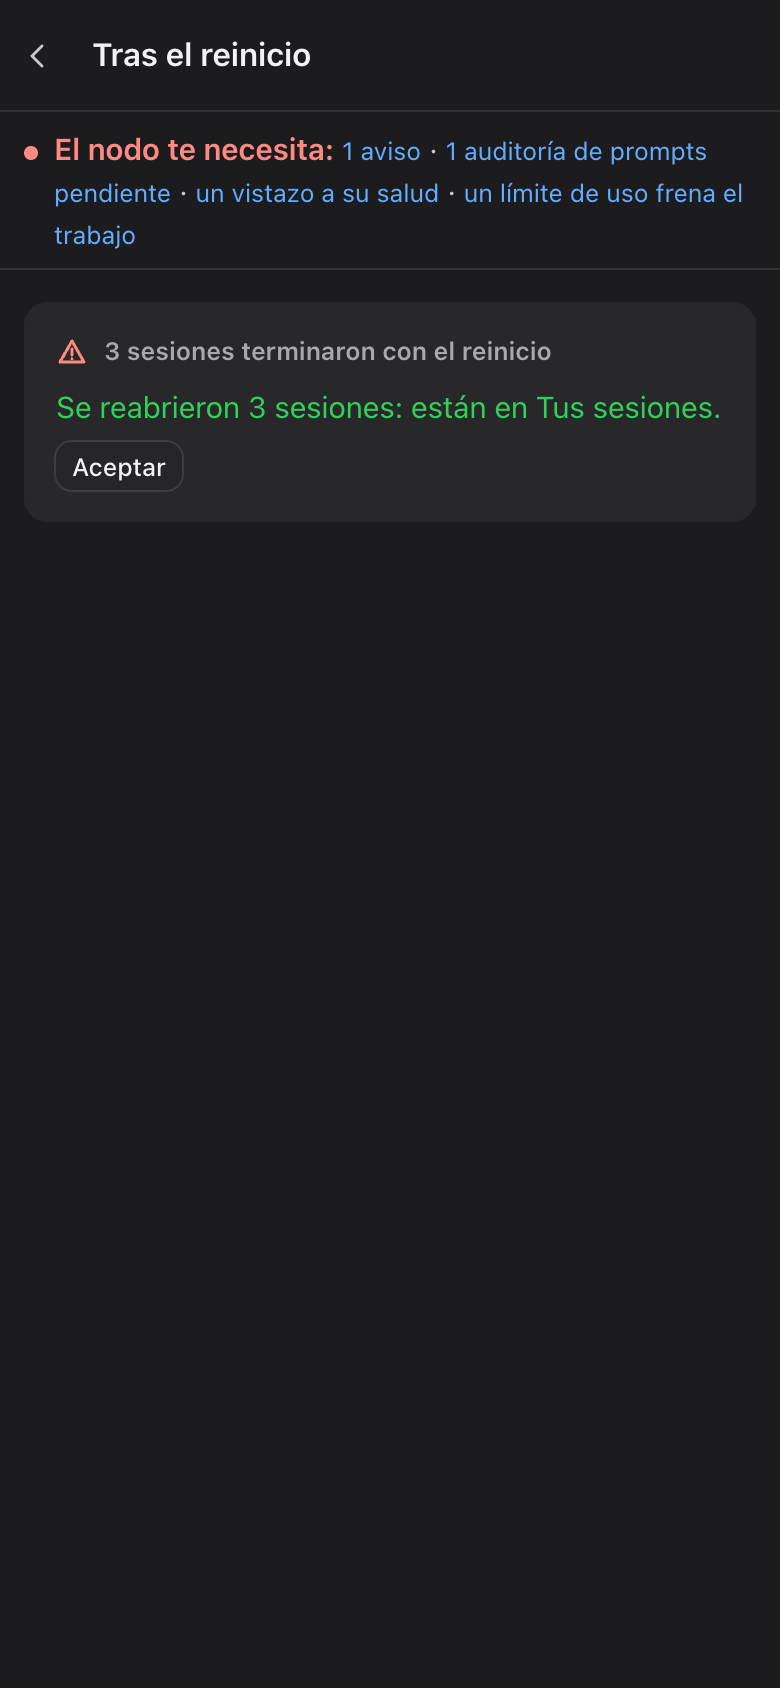 Tras el reinicio
El nodo te necesita: 1 aviso · 1 auditoría de prompts
pendiente · un vistazo a su salud · un límite de uso frena el
trabajo
3 sesiones terminaron con el reinicio
Se reabrieron 3 sesiones: están en Tus sesiones.
Aceptar